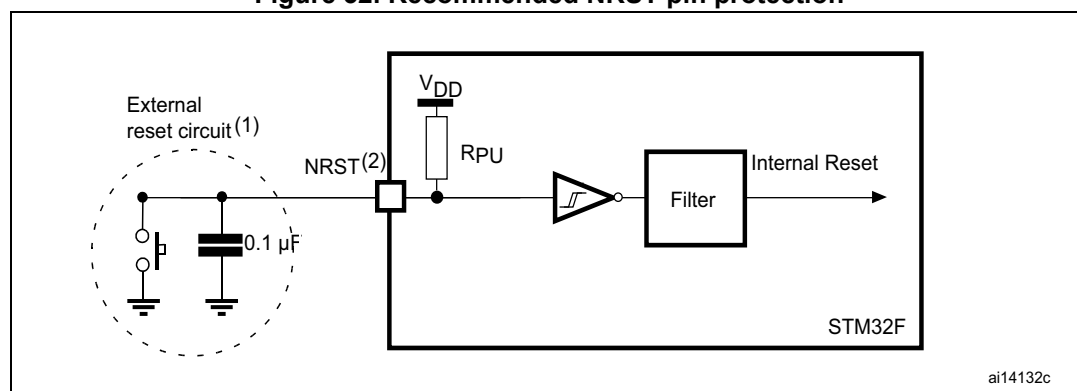 Figure 32. Recommended NRST pin protection
External
reset circuit(1)
VDD
RPU
NRST(2)
Internal Reset
Filter
0.1 µF
STM32F
ai14132c